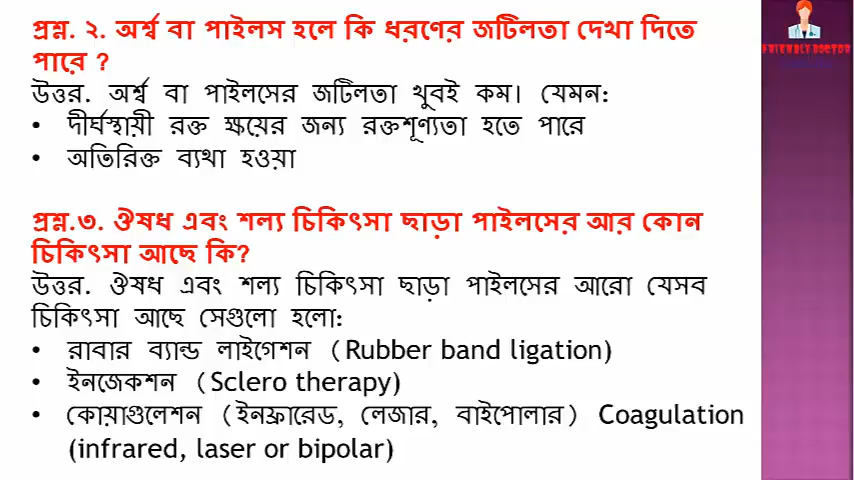 প্রশ্ন. ২. অর্শ্ব বা পাইলস হলে কি ধরণের জটিলতা দেখা দিতে
পারে ?
উত্তর. অর্শ্ব বা পাইলসের জটিলতা খুবই কম। যেমন:
• দীর্ঘস্থায়ী রক্ত ক্ষয়ের জন্য রক্তশূণ্যতা হতে পারে
• অতিরিক্ত ব্যথা হওয়া
প্রশ্ন.৩. ঔষধ এবং শল্য চিকিৎসা ছাড়া পাইলসের আর কোন
চিকিৎসা আছে কি?
উত্তর. ঔষধ এবং শল্য চিকিৎসা ছাড়া পাইলসের আরো যেসব
চিকিৎসা আছে সেগুলো হলো:
• রাবার ব্যান্ড লাইগেশন (Rubber band ligation)
• ইনজেকশন (Sclero therapy)
• কোয়াগুলেশন (ইনফ্রারেড, লেজার, বাইপোলার) Coagulation
(infrared, laser or bipolar)
FRIENDLY DOCTOR